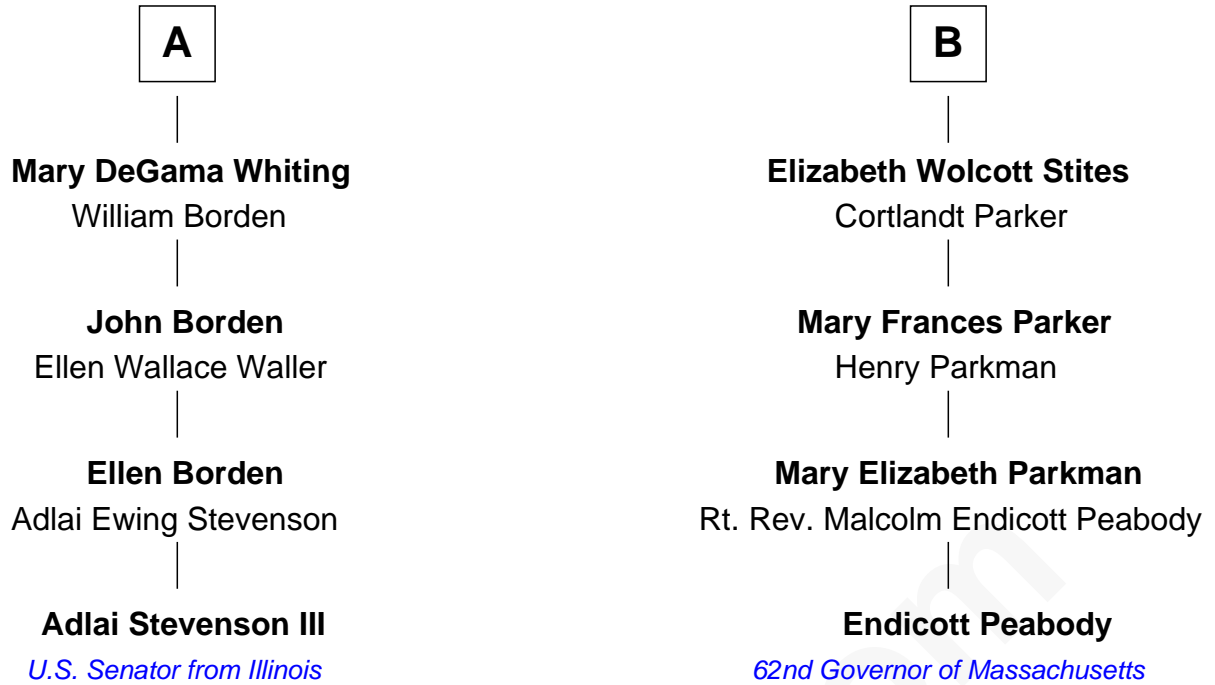 A
Mary DeGama Whiting
William Borden
John Borden
Ellen Wallace Waller
Ellen Borden
Adlai Ewing Stevenson
Adlai Stevenson III
U.S. Senator from Illinois
B
Elizabeth Wolcott Stites
Cortlandt Parker
Mary Frances Parker
Henry Parkman
Mary Elizabeth Parkman
Rt. Rev. Malcolm Endicott Peabody
Endicott Peabody
62nd Governor of Massachusetts